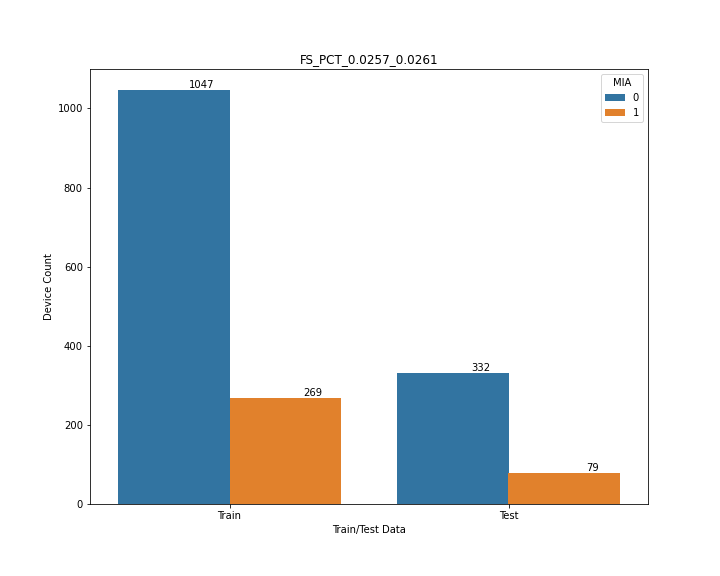 FS_PCT_0.0257_0.0261
MIA
0
1
1047
269
332
79
1000
800
600
400
200
0
Device Count
Train
Test
Train/Test Data